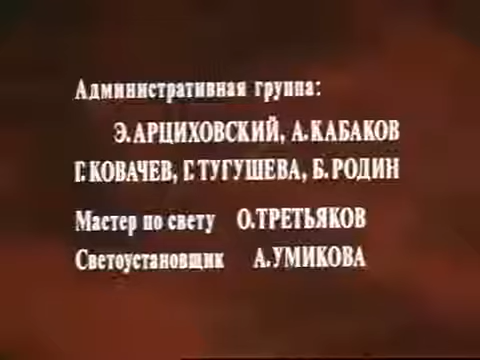 Административная группа:
Э.АРЦИХОВСКИЙ, А.КАБАКОВ
Г.КОВАЧЕВ, Г.ТУГУШЕВА, Б.РОДИН
Мастер по свету О.ТРЕТЬЯКОВ
Светоустановщик А.УМИКОВА